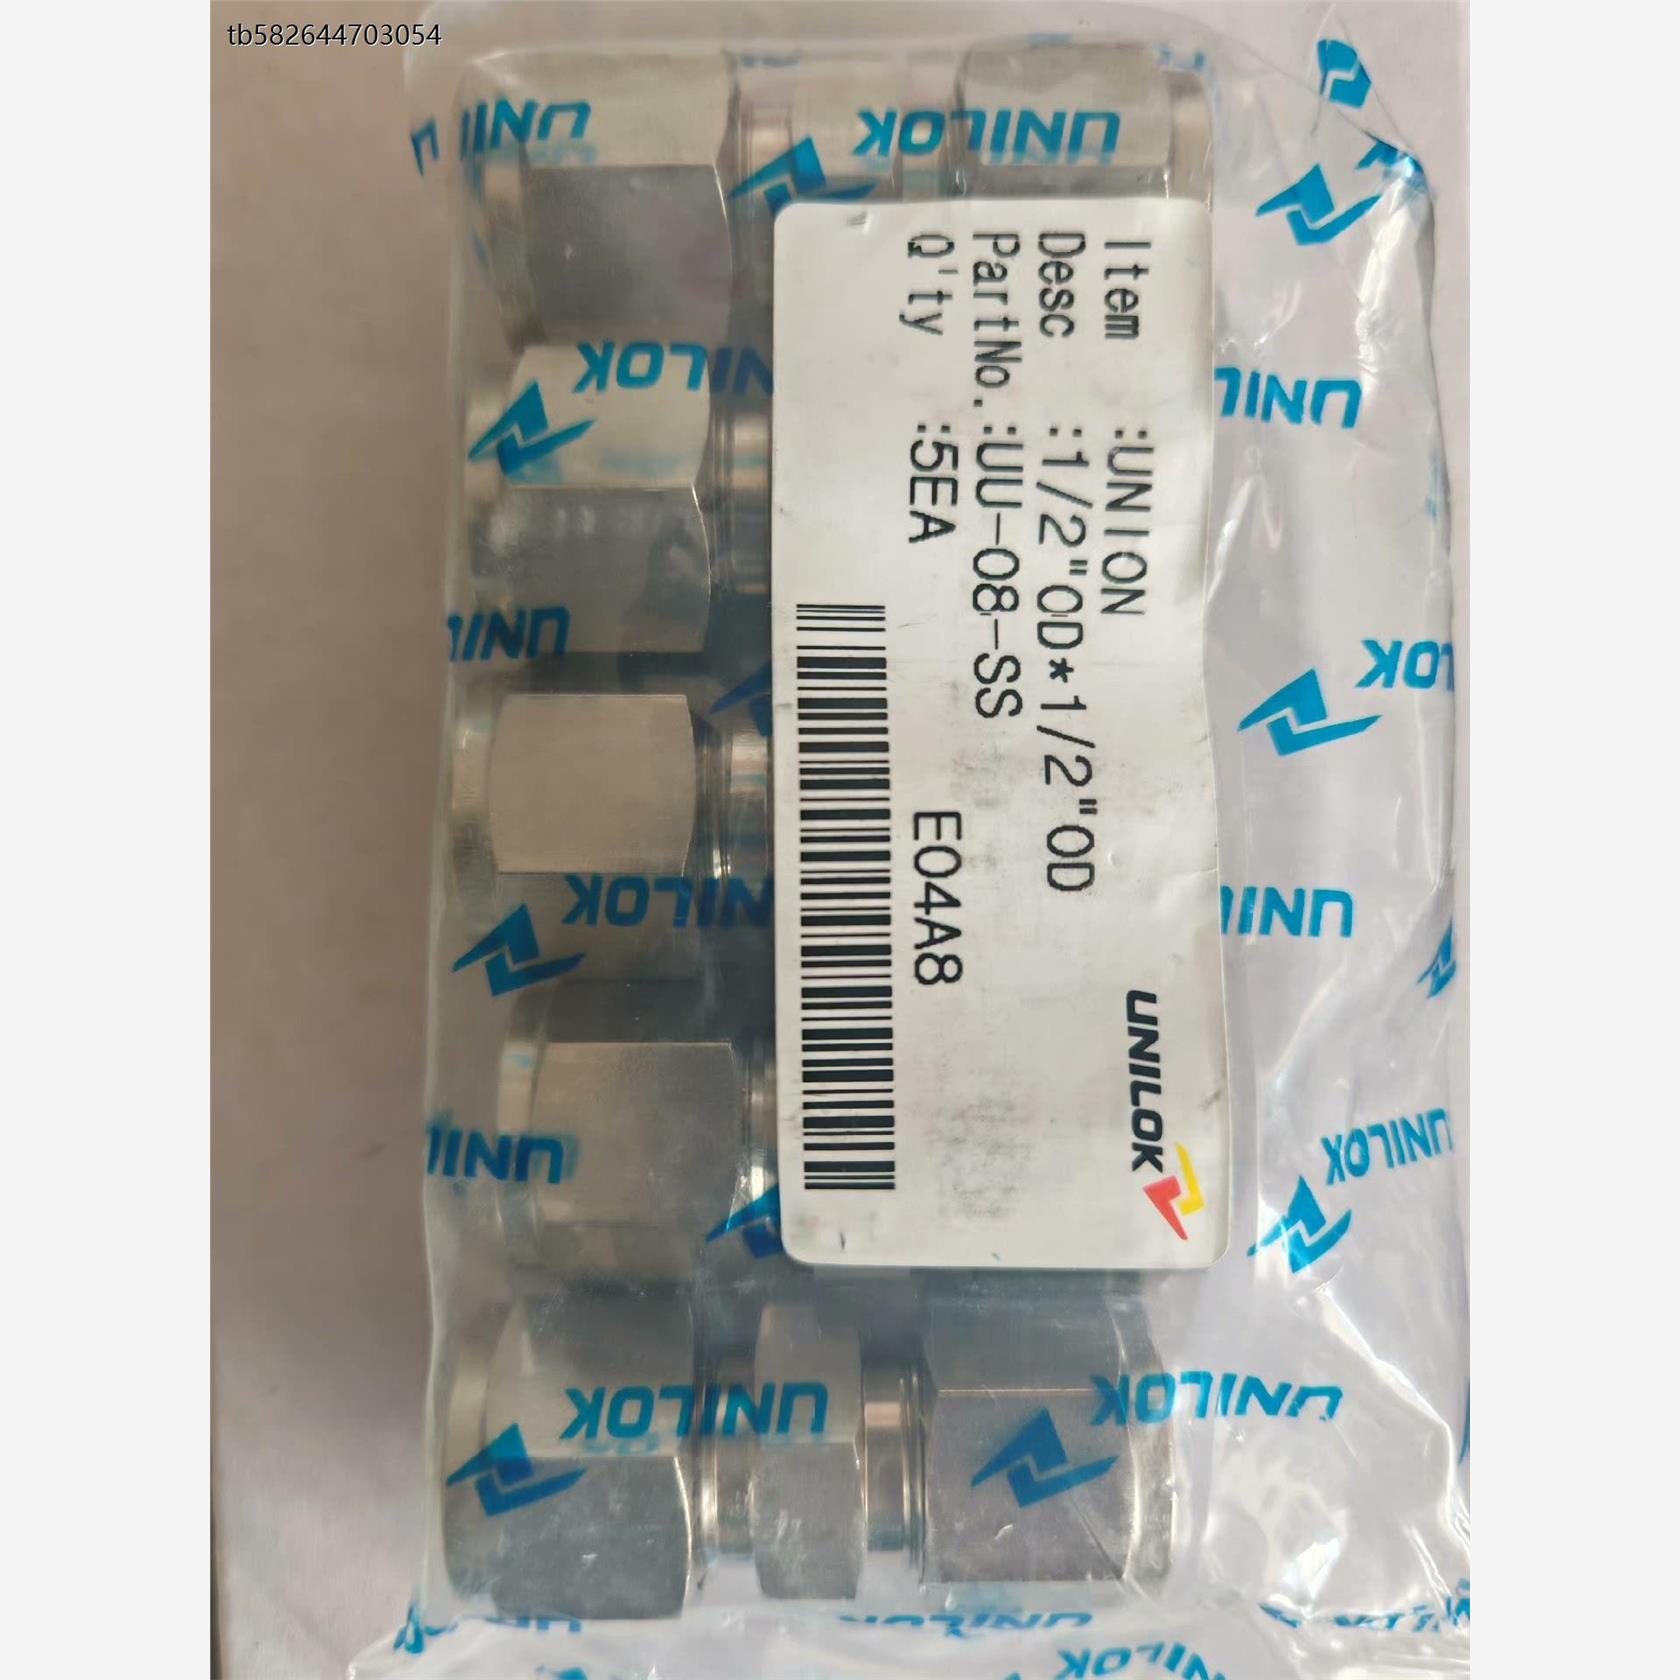 tb582644703054
Item :UNION
Desc :1/2"OD*1/2"OD
PartNo.:UU-08-SS
Q'ty :5EA E04A8
UNILOK
UNILOK
UNILOK
UNILOK
UNILOK
UNILOK
UNILOK
UNILOK